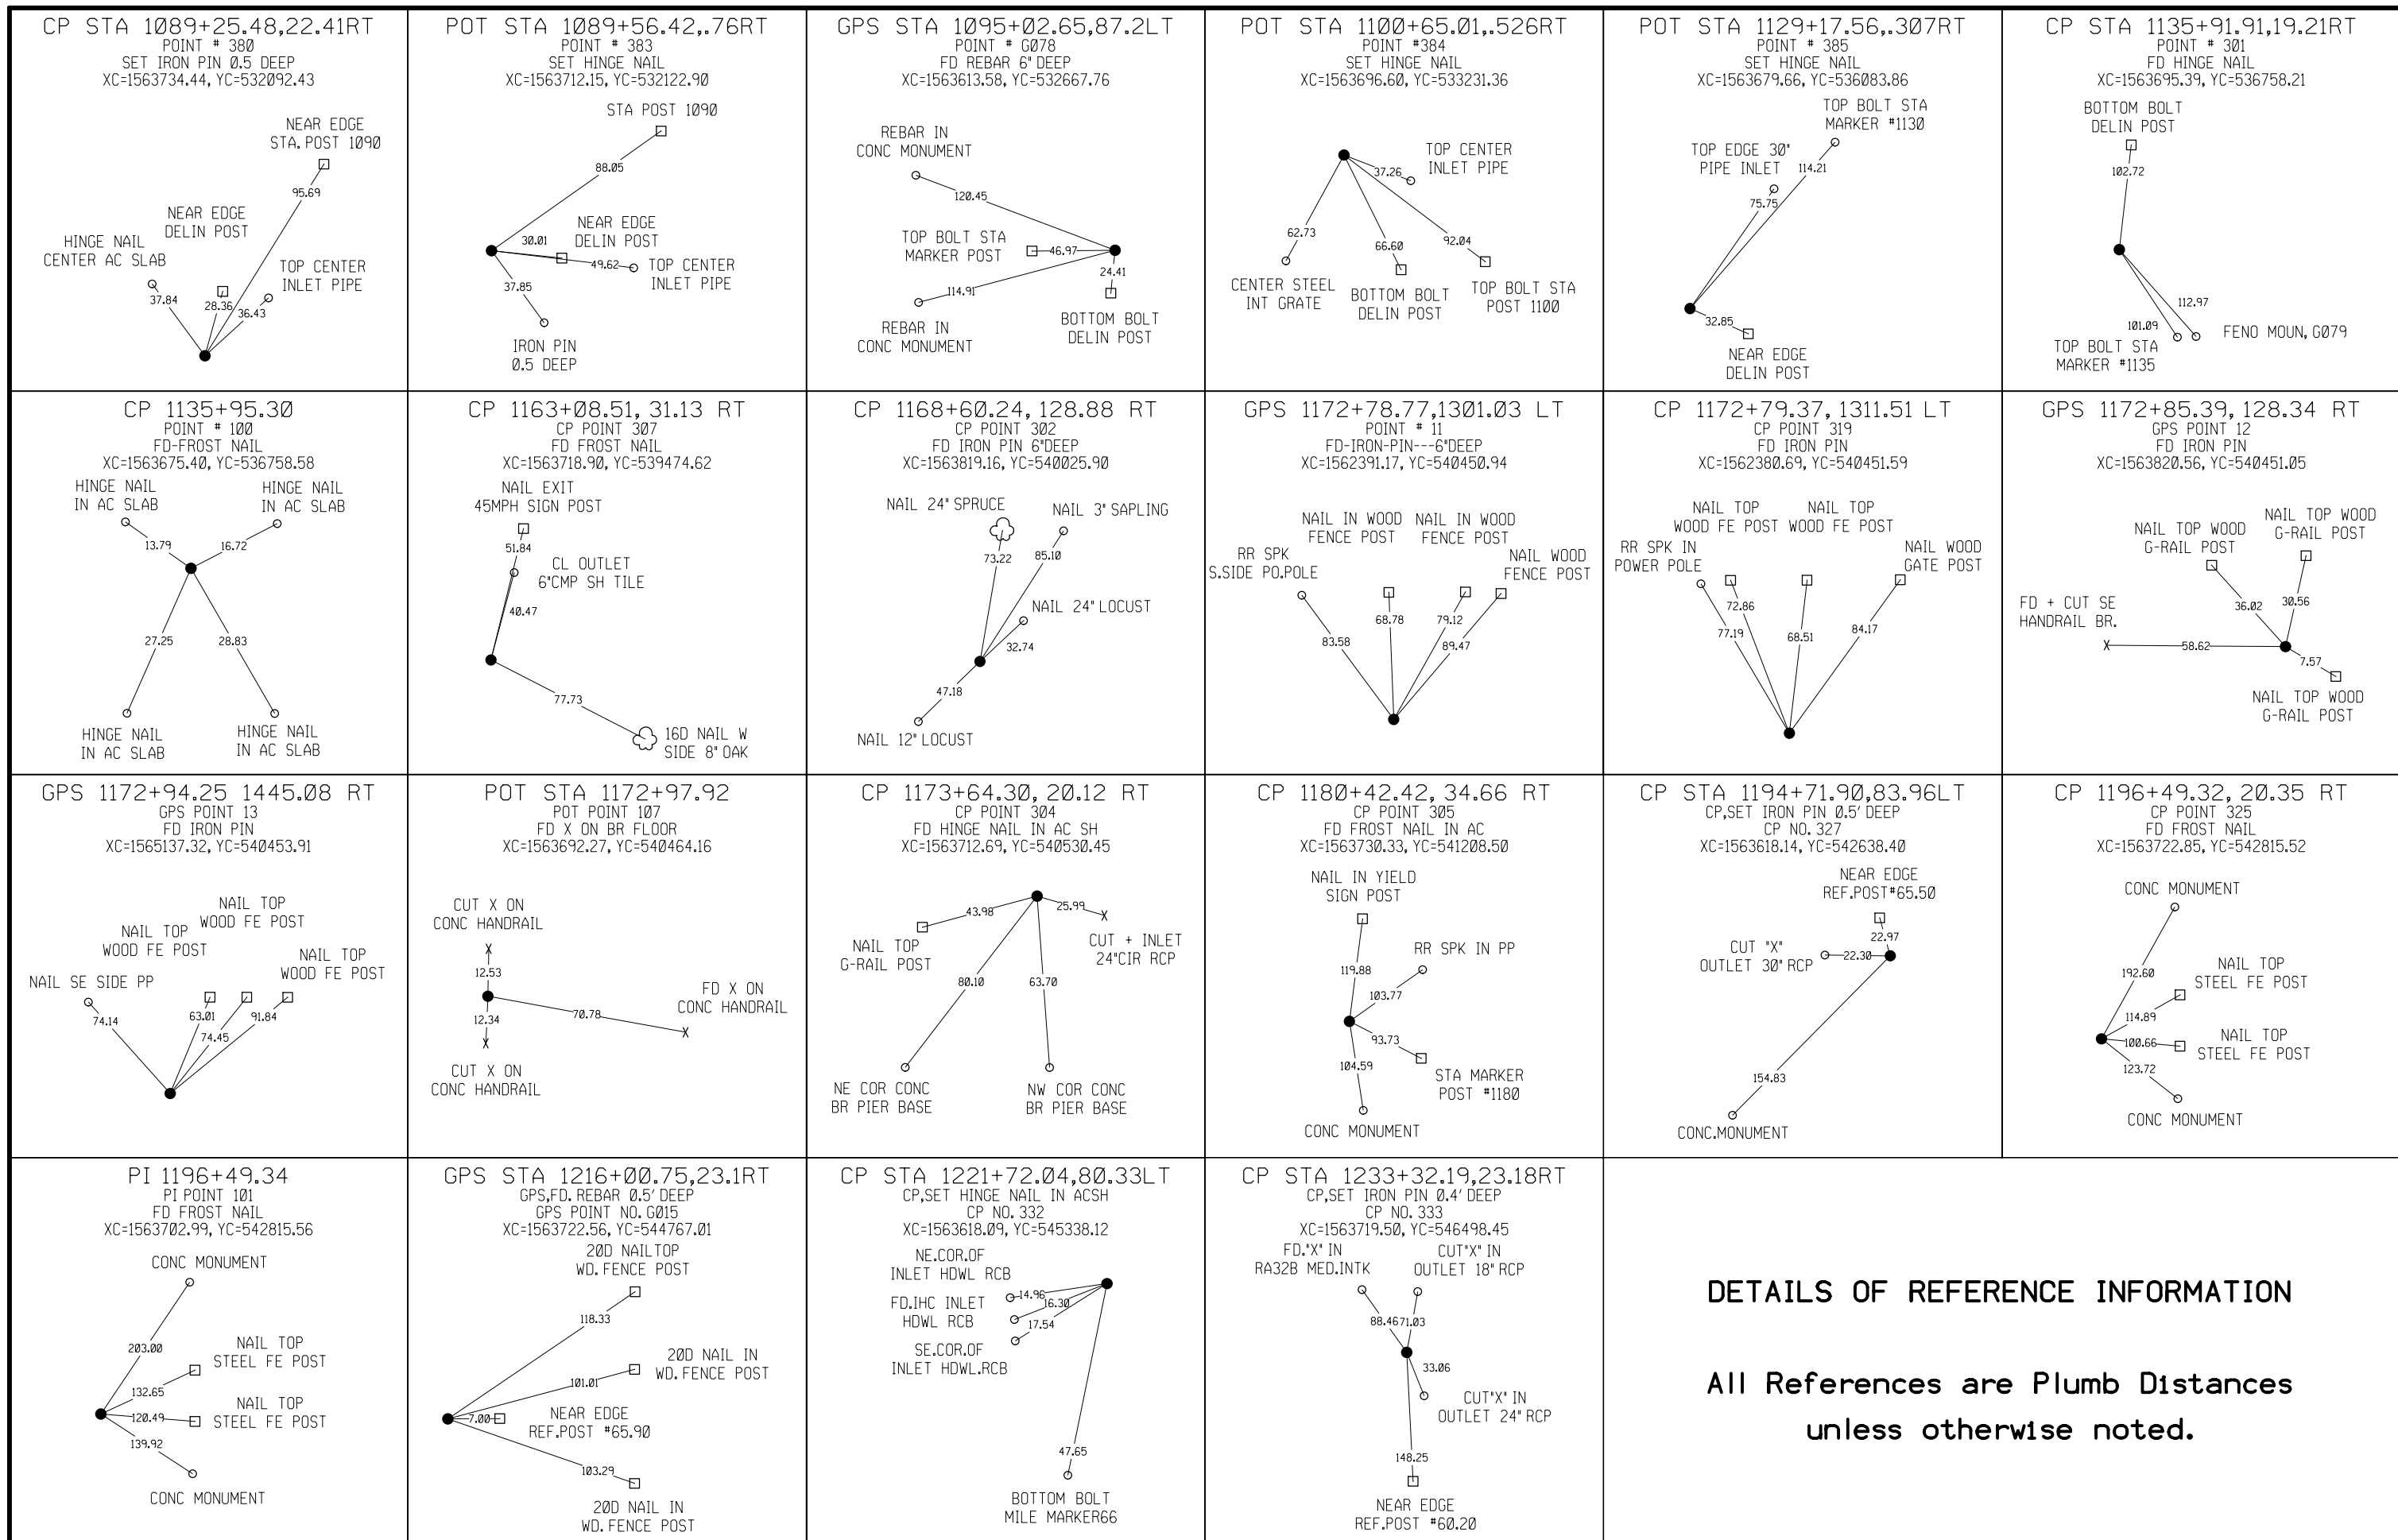 CP STA 1089+25.48,22.41RT
POINT # 380
SET IRON PIN 0.5 DEEP
XC=1563734.44, YC=532092.43
NEAR EDGE
STA. POST 1090
95.69
NEAR EDGE
DELIN POST
HINGE NAIL
CENTER AC SLAB
TOP CENTER
INLET PIPE
37.84
28.36
36.43
POT STA 1089+56.42,.76RT
POINT # 383
SET HINGE NAIL
XC=1563712.15, YC=532122.90
STA POST 1090
88.05
NEAR EDGE
DELIN POST
30.01
49.62
TOP CENTER
INLET PIPE
37.85
IRON PIN
0.5 DEEP
GPS STA 1095+02.65,87.2LT
POINT # G078
FD REBAR 6" DEEP
XC=1563613.58, YC=532667.76
REBAR IN
CONC MONUMENT
120.45
TOP BOLT STA
MARKER POST
46.97
24.41
114.91
REBAR IN
CONC MONUMENT
BOTTOM BOLT
DELIN POST
POT STA 1100+65.01,.526RT
POINT #384
SET HINGE NAIL
XC=1563696.60, YC=533231.36
TOP CENTER
INLET PIPE
37.26
62.73
66.60
92.04
CENTER STEEL
INT GRATE
BOTTOM BOLT
DELIN POST
TOP BOLT STA
POST 1100
POT STA 1129+17.56,.307RT
POINT # 385
SET HINGE NAIL
XC=1563679.66, YC=536083.86
TOP BOLT STA
MARKER #1130
TOP EDGE 30"
PIPE INLET
114.21
75.75
32.85
NEAR EDGE
DELIN POST
CP STA 1135+91.91,19.21RT
POINT # 301
FD HINGE NAIL
XC=1563695.39, YC=536758.21
BOTTOM BOLT
DELIN POST
102.72
112.97
101.09
TOP BOLT STA
MARKER #1135
FENO MOUN, G079
CP 1135+95.30
POINT # 100
FD-FROST NAIL
XC=1563675.40, YC=536758.58
HINGE NAIL
IN AC SLAB
HINGE NAIL
IN AC SLAB
13.79
16.72
27.25
28.83
HINGE NAIL
IN AC SLAB
HINGE NAIL
IN AC SLAB
CP 1163+08.51, 31.13 RT
CP POINT 307
FD FROST NAIL
XC=1563718.90, YC=539474.62
NAIL EXIT
45MPH SIGN POST
51.84
CL OUTLET
6"CMP SH TILE
40.47
77.73
16D NAIL W
SIDE 8" OAK
CP 1168+60.24, 128.88 RT
CP POINT 302
FD IRON PIN 6"DEEP
XC=1563819.16, YC=540025.90
NAIL 24" SPRUCE
NAIL 3" SAPLING
73.22
85.10
NAIL 24" LOCUST
32.74
47.18
NAIL 12" LOCUST
GPS 1172+78.77,1301.03 LT
POINT # 11
FD-IRON-PIN---6"DEEP
XC=1562391.17, YC=540450.94
NAIL IN WOOD
FENCE POST
NAIL IN WOOD
FENCE POST
RR SPK
S.SIDE PO.POLE
NAIL WOOD
FENCE POST
83.58
68.78
79.12
89.47
CP 1172+79.37, 1311.51 LT
CP POINT 319
FD IRON PIN
XC=1562380.69, YC=540451.59
NAIL TOP
WOOD FE POST
NAIL TOP
WOOD FE POST
RR SPK IN
POWER POLE
NAIL WOOD
GATE POST
72.86
77.19
68.51
84.17
GPS 1172+85.39, 128.34 RT
GPS POINT 12
FD IRON PIN
XC=1563820.56, YC=540451.05
NAIL TOP WOOD
G-RAIL POST
NAIL TOP WOOD
G-RAIL POST
36.02
30.56
FD + CUT SE
HANDRAIL BR.
58.62
7.57
NAIL TOP WOOD
G-RAIL POST
GPS 1172+94.25 1445.08 RT
GPS POINT 13
FD IRON PIN
XC=1565137.32, YC=540453.91
NAIL TOP
WOOD FE POST
NAIL TOP
WOOD FE POST
NAIL TOP
WOOD FE POST
NAIL SE SIDE PP
74.14
63.01
74.45
91.84
POT STA 1172+97.92
POT POINT 107
FD X ON BR FLOOR
XC=1563692.27, YC=540464.16
CUT X ON
CONC HANDRAIL
12.53
FD X ON
CONC HANDRAIL
12.34
70.78
CUT X ON
CONC HANDRAIL
CP 1173+64.30, 20.12 RT
CP POINT 304
FD HINGE NAIL IN AC SH
XC=1563712.69, YC=540530.45
43.98
25.99
NAIL TOP
G-RAIL POST
CUT + INLET
24"CIR RCP
80.10
63.70
NE COR CONC
BR PIER BASE
NW COR CONC
BR PIER BASE
CP 1180+42.42, 34.66 RT
CP POINT 305
FD FROST NAIL IN AC
XC=1563730.33, YC=541208.50
NAIL IN YIELD
SIGN POST
RR SPK IN PP
119.88
103.77
93.73
104.59
STA MARKER
POST #1180
CONC MONUMENT
CP STA 1194+71.90,83.96LT
CP,SET IRON PIN 0.5' DEEP
CP NO. 327
XC=1563618.14, YC=542638.40
NEAR EDGE
REF.POST#65.50
22.97
CUT "X"
OUTLET 30" RCP
22.30
154.83
CONC.MONUMENT
CP 1196+49.32, 20.35 RT
CP POINT 325
FD FROST NAIL
XC=1563722.85, YC=542815.52
CONC MONUMENT
192.60
NAIL TOP
STEEL FE POST
114.89
100.66
NAIL TOP
STEEL FE POST
123.72
CONC MONUMENT
PI 1196+49.34
PI POINT 101
FD FROST NAIL
XC=1563702.99, YC=542815.56
CONC MONUMENT
203.00
NAIL TOP
STEEL FE POST
132.65
120.49
NAIL TOP
STEEL FE POST
139.92
CONC MONUMENT
GPS STA 1216+00.75,23.1RT
GPS,FD. REBAR 0.5' DEEP
GPS POINT NO. G015
XC=1563722.56, YC=544767.01
20D NAILTOP
WD. FENCE POST
118.33
20D NAIL IN
WD. FENCE POST
101.01
7.00
NEAR EDGE
REF.POST #65.90
103.29
20D NAIL IN
WD. FENCE POST
CP STA 1221+72.04,80.33LT
CP,SET HINGE NAIL IN ACSH
CP NO. 332
XC=1563618.09, YC=545338.12
NE.COR.OF
INLET HDWL RCB
14.96
16.30
FD.IHC INLET
HDWL RCB
17.54
SE.COR.OF
INLET HDWL.RCB
47.65
BOTTOM BOLT
MILE MARKER66
CP STA 1233+32.19,23.18RT
CP,SET IRON PIN 0.4' DEEP
CP NO. 333
XC=1563719.50, YC=546498.45
FD."X" IN
RA32B MED.INTK
CUT"X" IN
OUTLET 18" RCP
88.46
71.03
33.06
CUT"X" IN
OUTLET 24" RCP
148.25
NEAR EDGE
REF.POST #60.20
DETAILS OF REFERENCE INFORMATION
All References are Plumb Distances
unless otherwise noted.